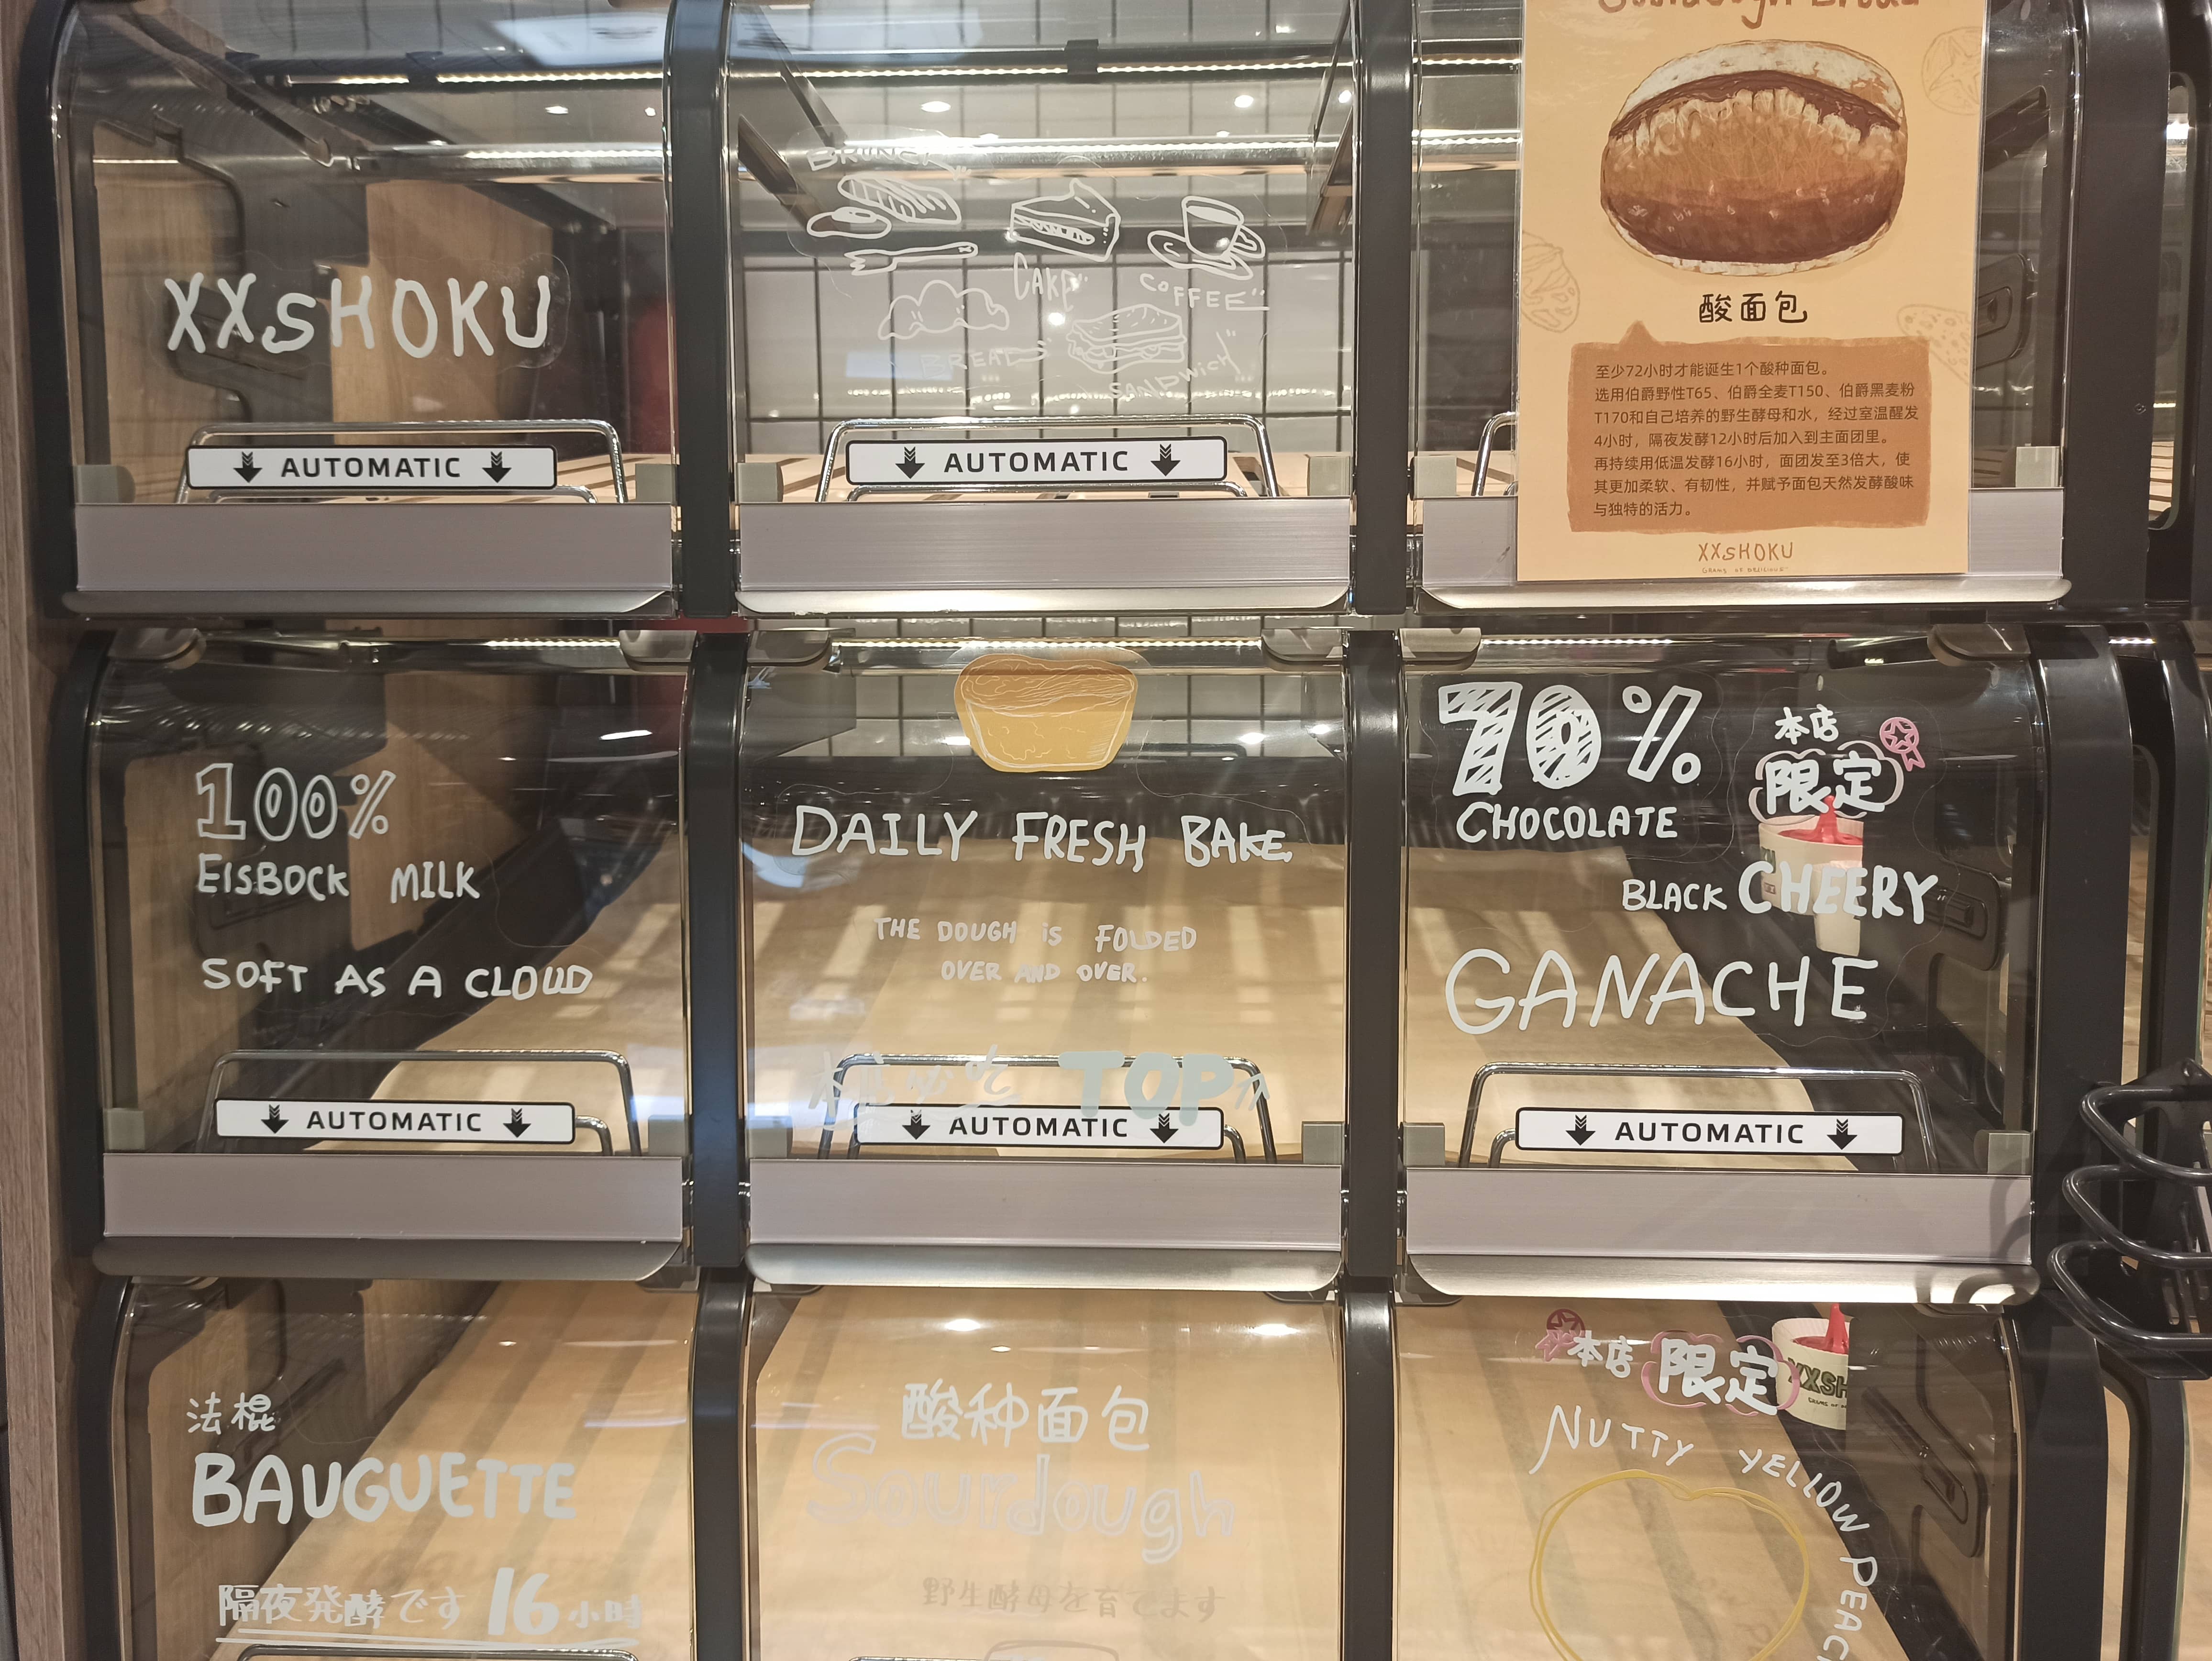 XXSHOKU
AUTOMATIC
BRUNCH
CAKE
COFFEE
BREADS
SANDWICH
AUTOMATIC
Sourdough Bread
酸面包
至少72小时才能诞生1个酸种面包。
选用伯爵野性T65、伯爵全麦T150、伯爵黑麦粉
T170和自己培养的野生酵母和水，经过室温醒发
4小时，隔夜发酵12小时后加入到主面团里。
再持续用低温发酵16小时，面团发至3倍大，使
其更加柔软、有韧性，并赋予面包天然发酵酸味
与独特的活力。
XXSHOKU
GRAMS OF DELICIOUS
100%
EISBOCK MILK
SOFT AS A CLOUD
AUTOMATIC
DAILY FRESH BAKE,
THE DOUGH iS FOLDED
OVER AND OVER.
TOP
AUTOMATIC
70%
CHOCOLATE
本店
限定
BLACK CHEERY
GANACHE
AUTOMATIC
法棍
BAUGUETTE
隔夜発酵です 16小時
酸种面包
Sourdough
野生酵母を育てます
本店 限定
XXSH
NUTTY YELLOW PEAC